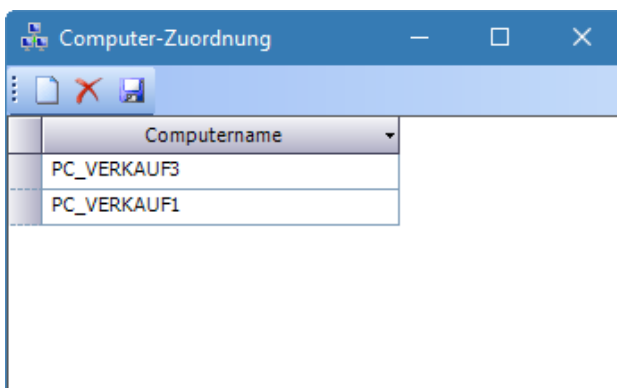 Computer-Zuordnung
Computername
PC_VERKAUF3
PC_VERKAUF1